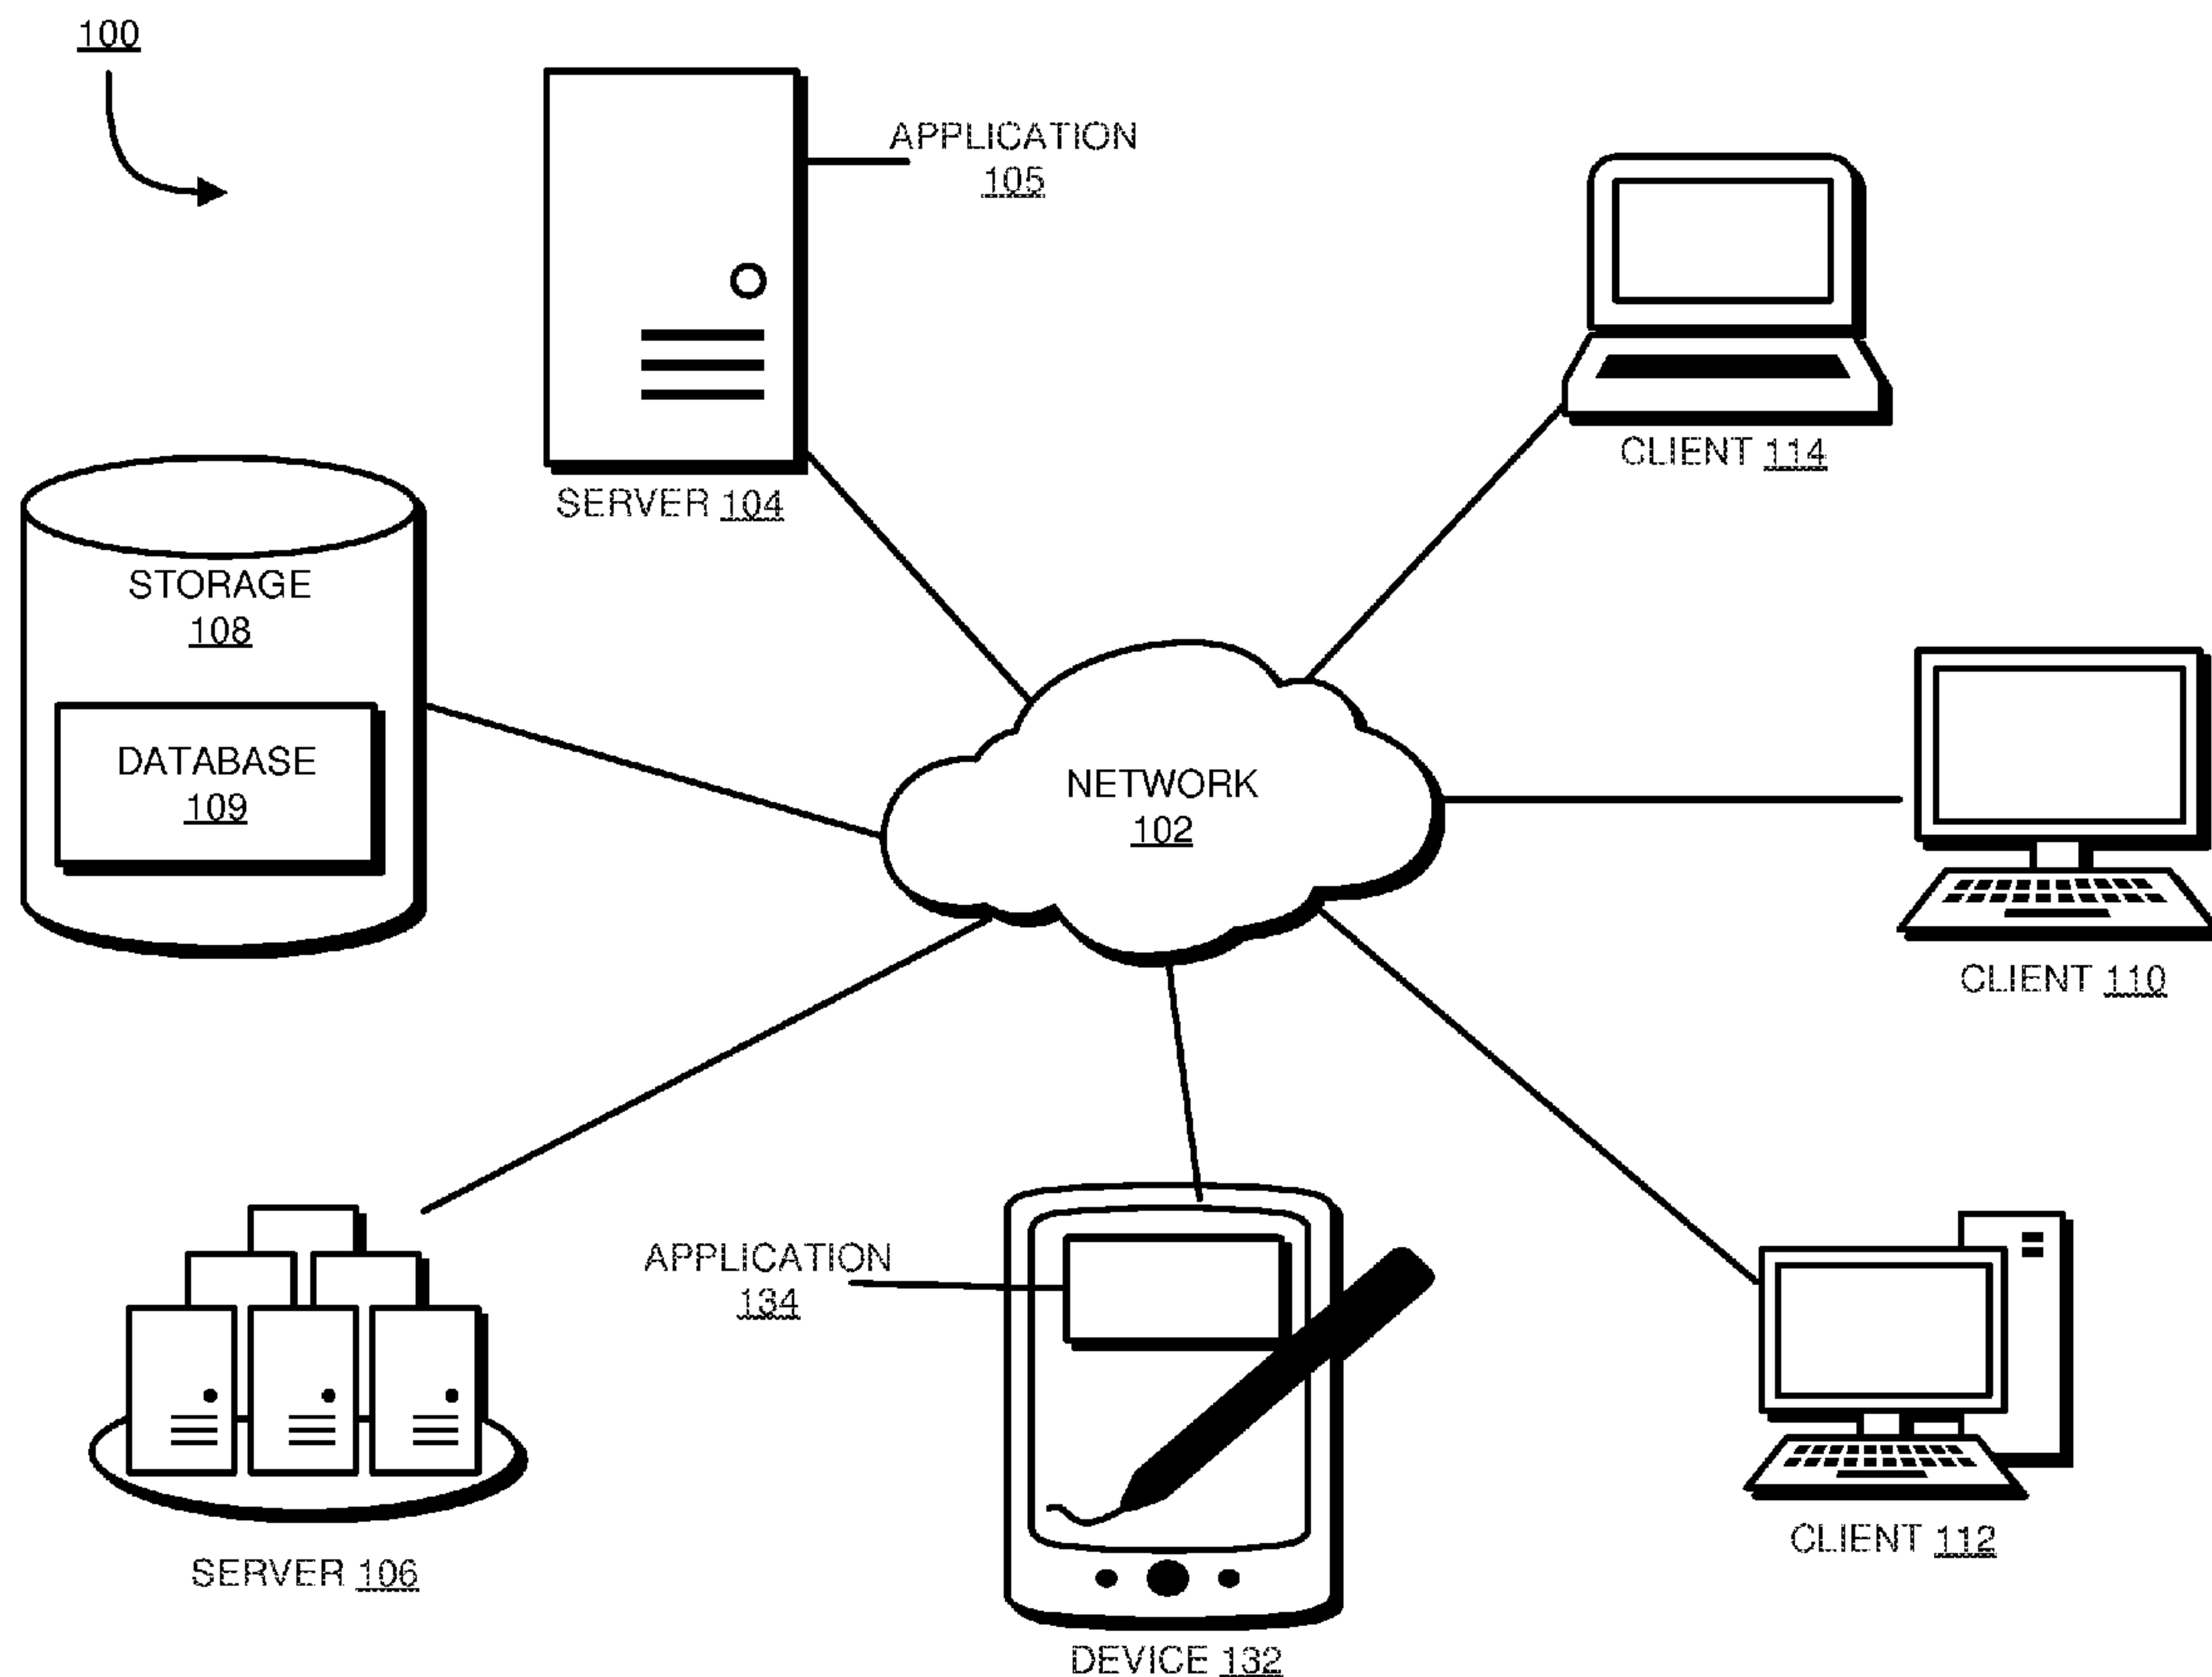 100
APPLICATION
105
SERVER 104
CLIENT 114
STORAGE
108
DATABASE
109
NETWORK
102
CLIENT 110
APPLICATION
134
SERVER 106
CLIENT 112
DEVICE 132